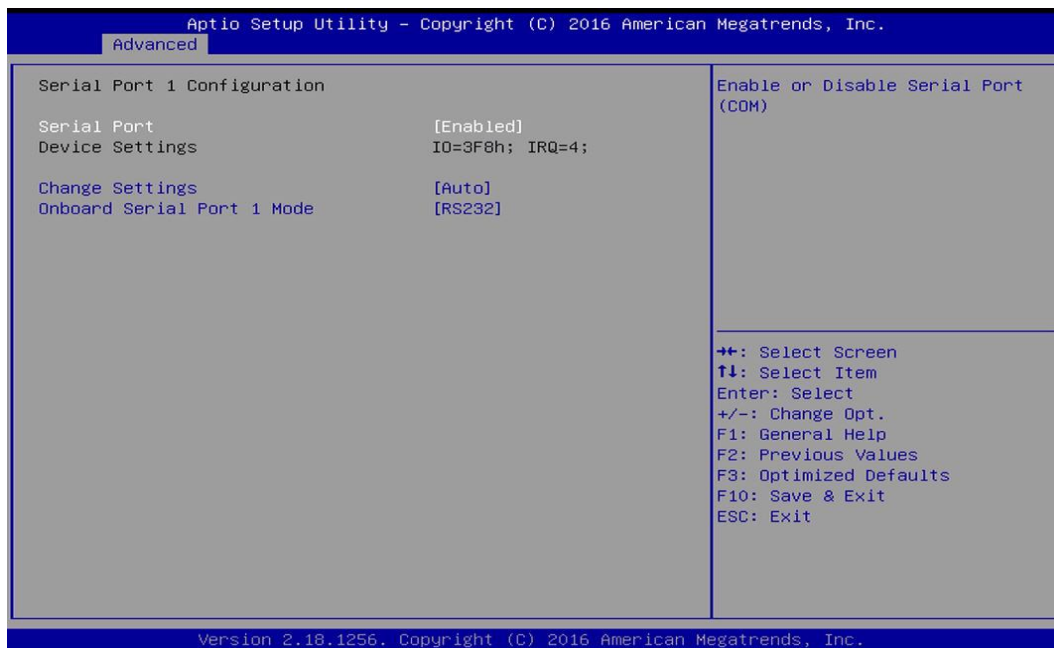 Aptio Setup Utility – Copyright (C) 2016 American Megatrends, Inc.
Advanced
Serial Port 1 Configuration
Serial Port [Enabled]
Device Settings IO=3F8h; IRQ=4;
Change Settings [Auto]
Onboard Serial Port 1 Mode [RS232]
Enable or Disable Serial Port
(COM)
→←: Select Screen
↑↓: Select Item
Enter: Select
+/-: Change Opt.
F1: General Help
F2: Previous Values
F3: Optimized Defaults
F10: Save & Exit
ESC: Exit
Version 2.18.1256. Copyright (C) 2016 American Megatrends, Inc.